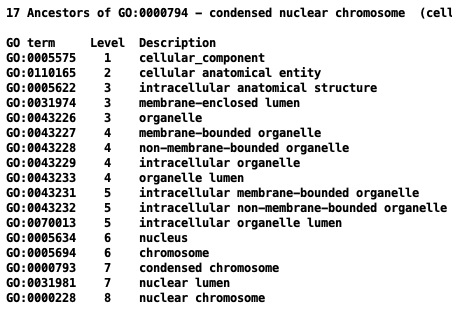 17 Ancestors of GO:0000794 – condensed nuclear chromosome (cell
GO term Level Description
GO:0005575 1 cellular_component
GO:0110165 2 cellular anatomical entity
GO:0005622 3 intracellular anatomical structure
GO:0031974 3 membrane–enclosed lumen
GO:0043226 3 organelle
GO:0043227 4 membrane–bounded organelle
GO:0043228 4 non–membrane–bounded organelle
GO:0043229 4 intracellular organelle
GO:0043233 4 organelle lumen
GO:0043231 5 intracellular membrane–bounded organelle
GO:0043232 5 intracellular non–membrane–bounded organelle
GO:0070013 5 intracellular organelle lumen
GO:0005634 6 nucleus
GO:0005694 6 chromosome
GO:0000793 7 condensed chromosome
GO:0031981 7 nuclear lumen
GO:0000228 8 nuclear chromosome